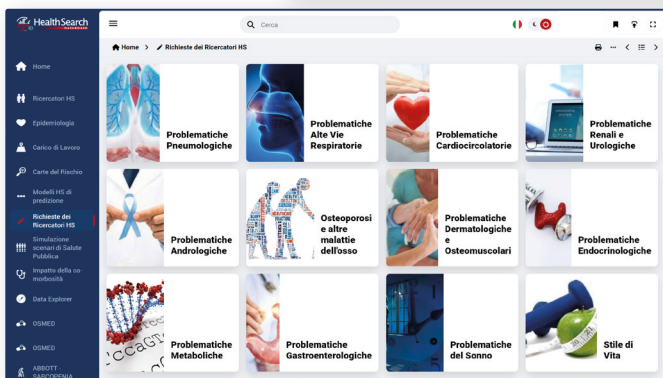 HealthSearch
Cerca
Home > Richieste dei Ricercatori HS
Home
Ricercatori HS
Epidemiologia
Carico di Lavoro
Carte del Rischio
Modelli HS di
predizione
Richieste dei
Ricercatori HS
Simulazione
scenari di Salute
Pubblica
Impatto della co-
morbosità
Data Explorer
OSMED
OSMED
ABBOTT -
SARCOPENIA
Problematiche
Pneumologiche
Problematiche
Alte Vie
Respiratorie
Problematiche
Cardiocircolatorie
Problematiche
Renali e
Urologiche
Problematiche
Andrologiche
Osteoporosi
e altre
malattie
dell'osso
Problematiche
Dermatologiche
e
Osteomuscolari
Problematiche
Endocrinologiche
Problematiche
Metaboliche
Problematiche
Gastroenterologiche
Problematiche
del Sonno
Stile di
Vita